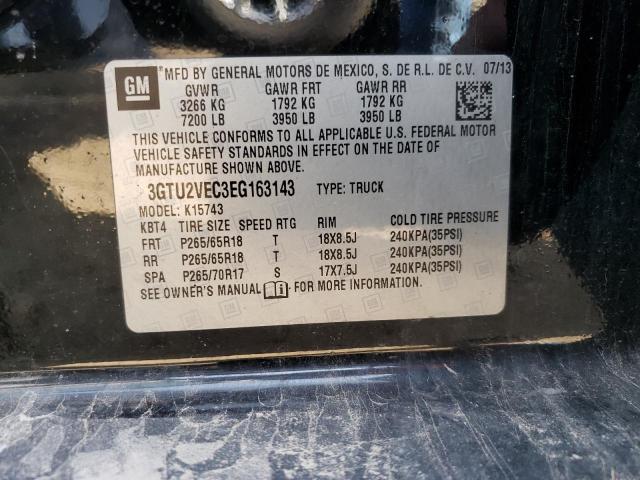 GM *MFD BY GENERAL MOTORS DE MEXICO, S. DE R.L. DE C.V. 07/13
GVWR GAWR FRT GAWR RR
3266 KG 1792 KG 1792 KG
7200 LB 3950 LB 3950 LB
THIS VEHICLE CONFORMS TO ALL APPLICABLE U.S. FEDERAL MOTOR
VEHICLE SAFETY STANDARDS IN EFFECT ON THE DATE OF
MANUFACTURE SHOWN ABOVE.
3GTU2VEC3EG163143 TYPE: TRUCK
MODEL: K15743
KBT4 TIRE SIZE SPEED RTG RIM COLD TIRE PRESSURE
FRT P265/65R18 T 18X8.5J 240KPA(35PSI)
RR P265/65R18 T 18X8.5J 240KPA(35PSI)
SPA P265/70R17 S 17X7.5J 240KPA(35PSI)
SEE OWNER'S MANUAL FOR MORE INFORMATION.